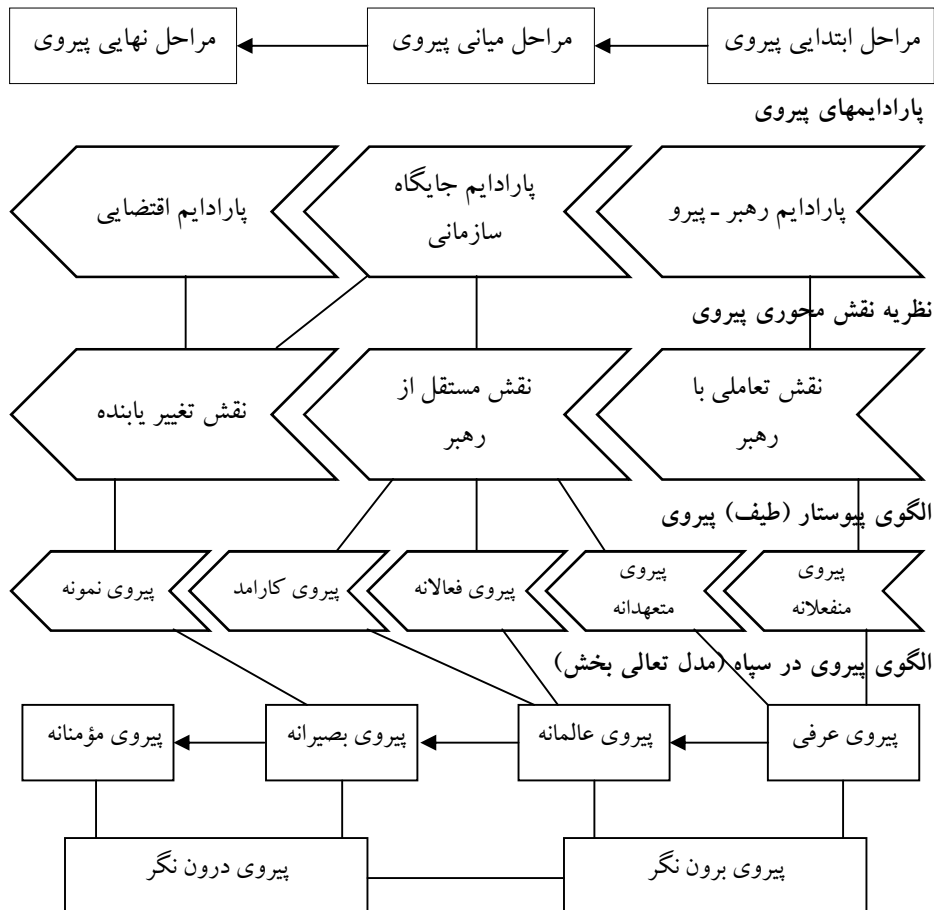 مراحل ابتدایی پیروی
مراحل میانی پیروی
مراحل نهایی پیروی
پارادایمهای پیروی
پارادایم رهبر ـ پیرو
پارادایم جایگاه
سازمانی
پارادایم اقتضایی
نظریه نقش محوری پیروی
نقش تعاملی با
رهبر
نقش مستقل از
رهبر
نقش تغییر یابنده
الگوی پیوستار (طیف) پیروی
پیروی
منفعلانه
پیروی
متعهدانه
پیروی فعالانه
پیروی کارامد
پیروی نمونه
الگوی پیروی در سپاه (مدل تعالی بخش)
پیروی عرفی
پیروی عالمانه
پیروی بصیرانه
پیروی مؤمنانه
پیروی برون نگر
پیروی درون نگر